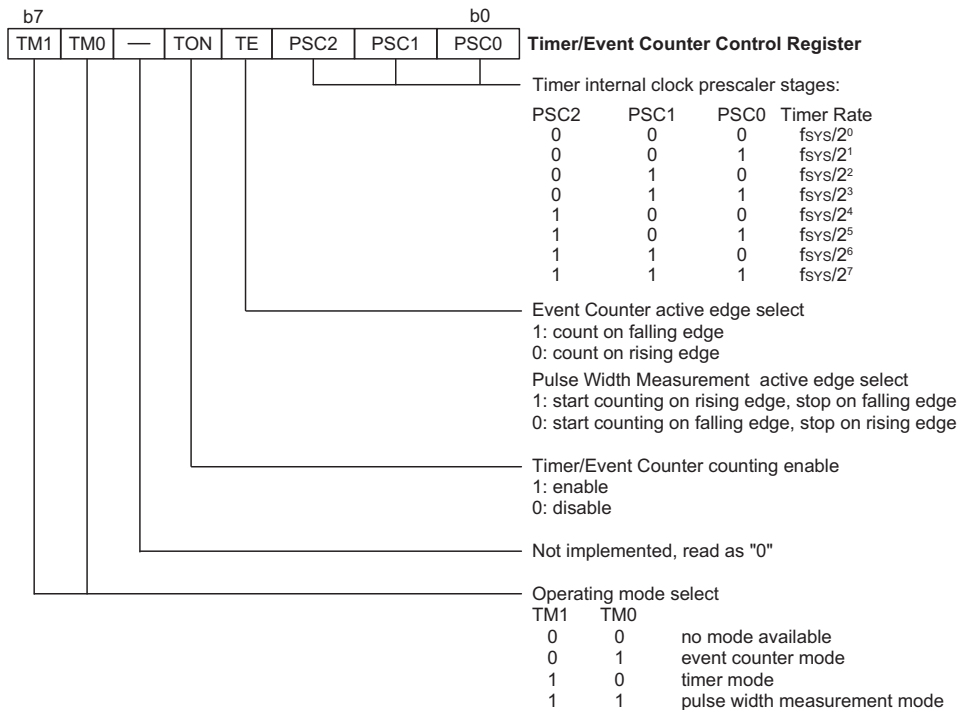 b7 b0
TM1 TM0 — TON TE PSC2 PSC1 PSC0 Timer/Event Counter Control Register
Timer internal clock prescaler stages:
PSC2 PSC1 PSC0 Timer Rate
0 0 0 fSYS/2⁰
0 0 1 fSYS/2¹
0 1 0 fSYS/2²
0 1 1 fSYS/2³
1 0 0 fSYS/2⁴
1 0 1 fSYS/2⁵
1 1 0 fSYS/2⁶
1 1 1 fSYS/2⁷
Event Counter active edge select
1: count on falling edge
0: count on rising edge
Pulse Width Measurement active edge select
1: start counting on rising edge, stop on falling edge
0: start counting on falling edge, stop on rising edge
Timer/Event Counter counting enable
1: enable
0: disable
Not implemented, read as "0"
Operating mode select
TM1 TM0
0 0 no mode available
0 1 event counter mode
1 0 timer mode
1 1 pulse width measurement mode